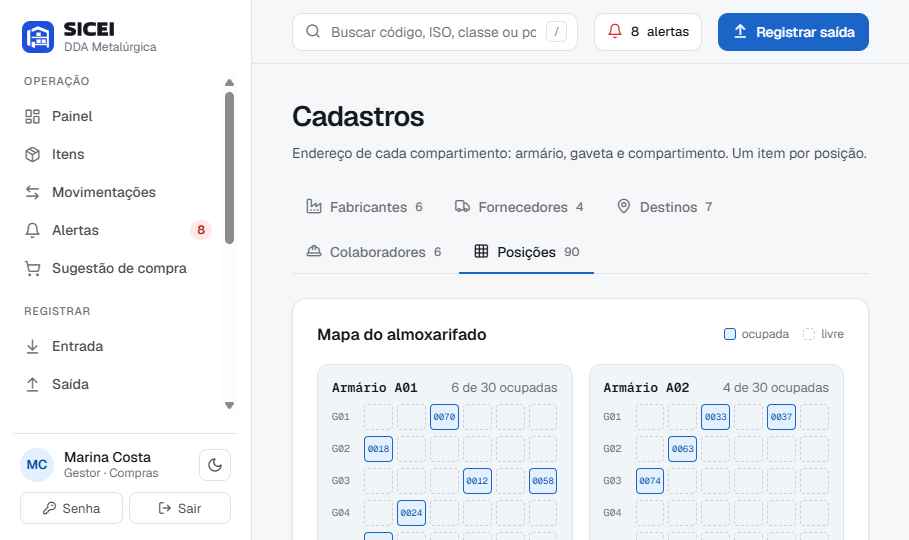 SICEI
DDA Metalúrgica
OPERAÇÃO
Painel
Itens
Movimentações
Alertas 8
Sugestão de compra
REGISTRAR
Entrada
Saída
MC
Marina Costa
Gestor · Compras
Senha
Sair
Buscar código, ISO, classe ou po /
8 alertas
Registrar saída
Cadastros
Endereço de cada compartimento: armário, gaveta e compartimento. Um item por posição.
Fabricantes 6
Fornecedores 4
Destinos 7
Colaboradores 6
Posições 90
Mapa do almoxarifado
ocupada
livre
Armário A01 6 de 30 ocupadas
G01 0070
G02 0018
G03 0012 0058
G04 0024
Armário A02 4 de 30 ocupadas
G01 0033 0037
G02 0063
G03 0074
G04